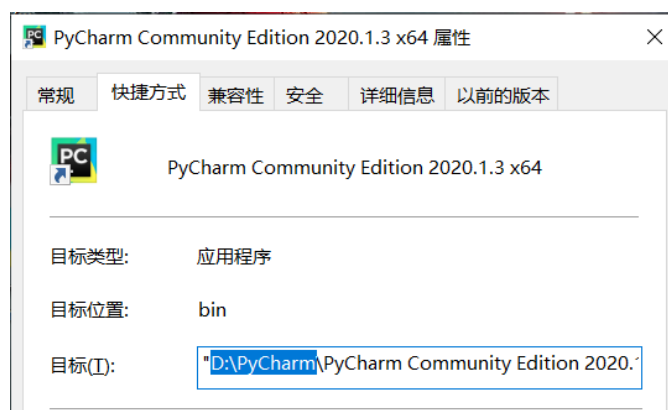 PyCharm Community Edition 2020.1.3 x64 属性
常规 快捷方式 兼容性 安全 详细信息 以前的版本
PC
PyCharm Community Edition 2020.1.3 x64
目标类型: 应用程序
目标位置: bin
目标(T): "D:\PyCharm\PyCharm Community Edition 2020.